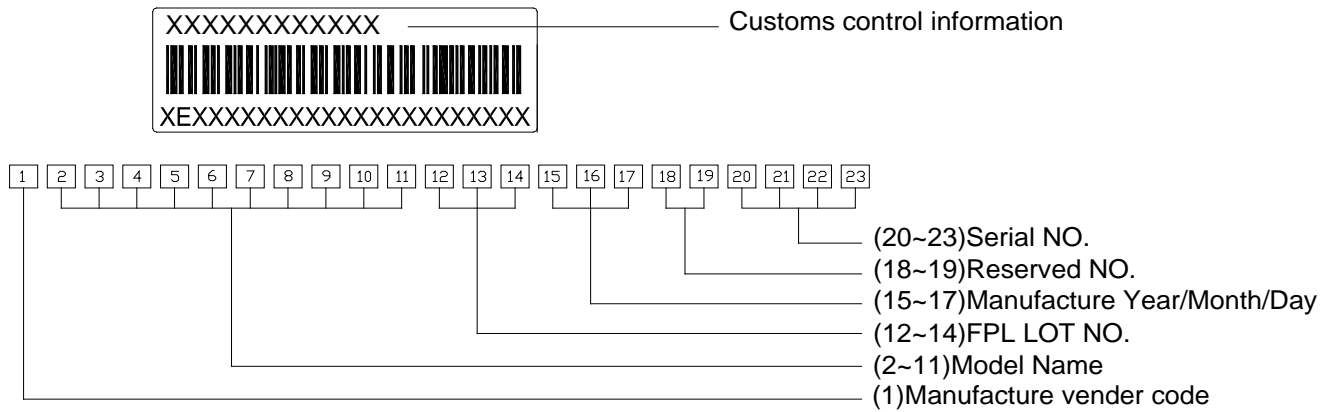 XXXXXXXXXXXX
Customs control information
XEXXXXXXXXXXXXXXXXXXXXX
1 2 3 4 5 6 7 8 9 10 11 12 13 14 15 16 17 18 19 20 21 22 23
(20~23)Serial NO.
(18~19)Reserved NO.
(15~17)Manufacture Year/Month/Day
(12~14)FPL LOT NO.
(2~11)Model Name
(1)Manufacture vender code